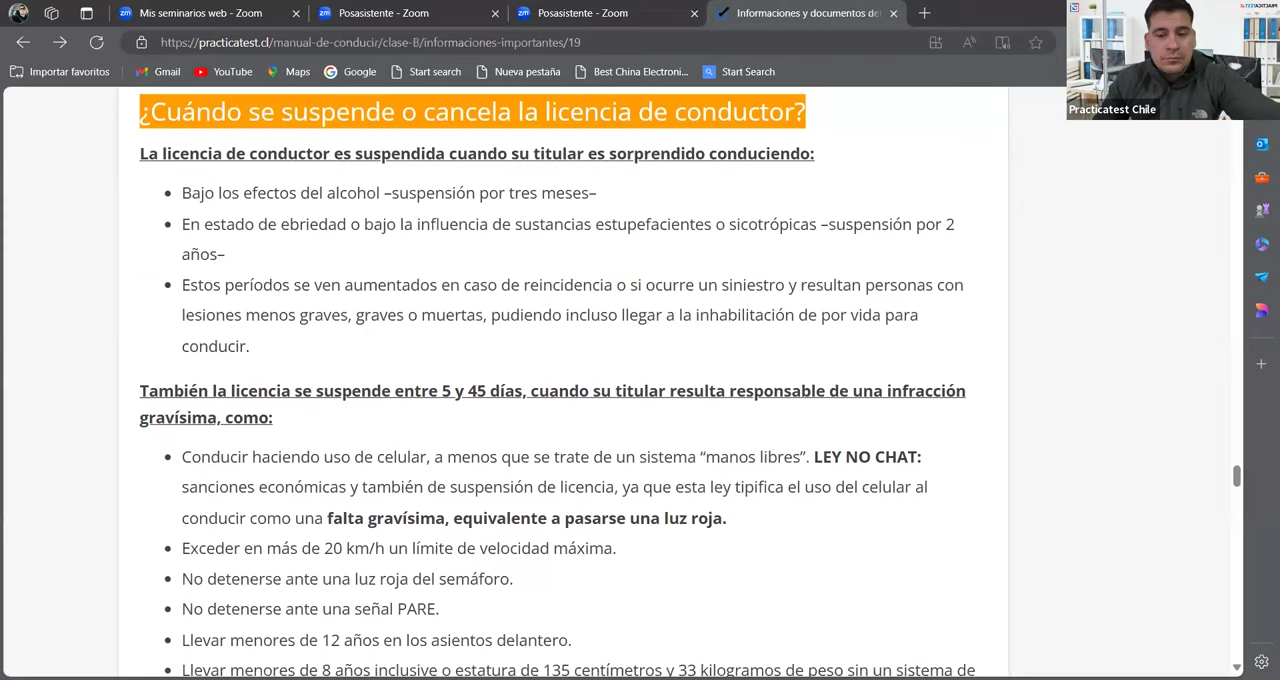 Mis seminarios web - Zoom
Posasistente - Zoom
Posasistente - Zoom
Informaciones y documentos del
https://practicatest.cl/manual-de-conducir/clase-B/informaciones-importantes/19
Importar favoritos
Gmail
YouTube
Maps
Google
Start search
Nueva pestaña
Best China Electroni...
Start Search
Practicatest Chile
¿Cuándo se suspende o cancela la licencia de conductor?
La licencia de conductor es suspendida cuando su titular es sorprendido conduciendo:
Bajo los efectos del alcohol –suspensión por tres meses–
En estado de ebriedad o bajo la influencia de sustancias estupefacientes o sicotrópicas –suspensión por 2
años–
Estos períodos se ven aumentados en caso de reincidencia o si ocurre un siniestro y resultan personas con
lesiones menos graves, graves o muertas, pudiendo incluso llegar a la inhabilitación de por vida para
conducir.
También la licencia se suspende entre 5 y 45 días, cuando su titular resulta responsable de una infracción
gravísima, como:
Conducir haciendo uso de celular, a menos que se trate de un sistema “manos libres”. LEY NO CHAT:
sanciones económicas y también de suspensión de licencia, ya que esta ley tipifica el uso del celular al
conducir como una falta gravísima, equivalente a pasarse una luz roja.
Exceder en más de 20 km/h un límite de velocidad máxima.
No detenerse ante una luz roja del semáforo.
No detenerse ante una señal PARE.
Llevar menores de 12 años en los asientos delantero.
Llevar menores de 8 años inclusive o estatura de 135 centímetros y 33 kilogramos de peso sin un sistema de